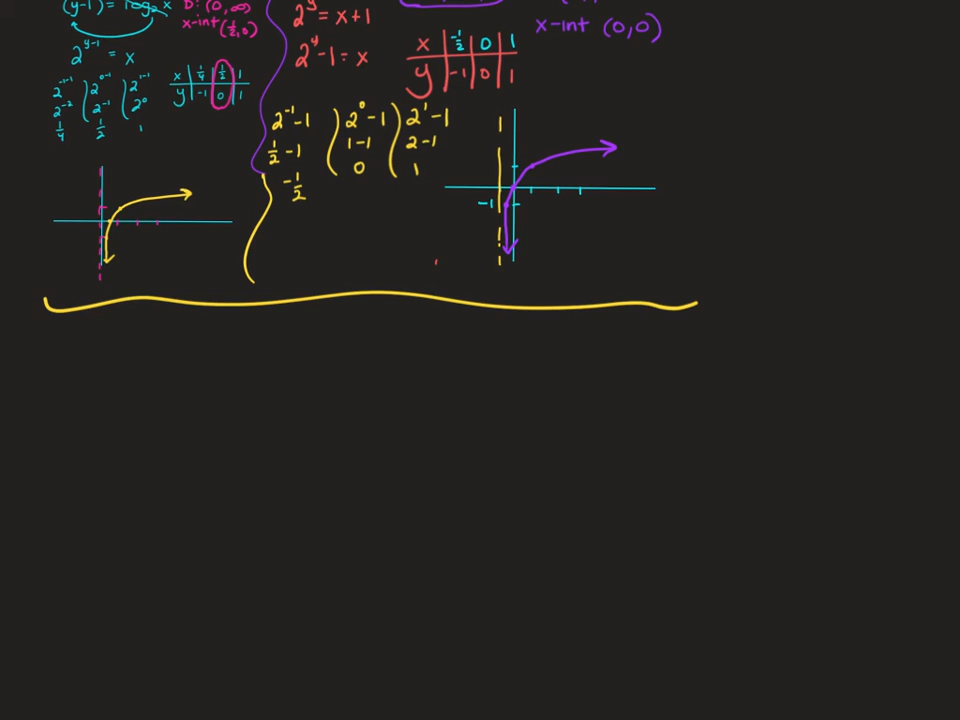 (y-1) = log₂x
D: (0, ∞)
x-int (½, 0)
2^(y-1) = x
2^(-1-1) ( 2^(0-1) ( 2^(1-1)
2^-2 ( 2^-1 ( 2^0
1/4 1/2 1
x | 1/4 | 1/2 | 1
y | -1 | 0 | 1
2^y = x+1
2^y -1 = x
x | -1/2 | 0 | 1
y | -1 | 0 | 1
x-int (0,0)
2^-1 -1 ) 2^0 -1 ) 2^1 -1
1/2 -1 ( 1-1 ( 2-1
-1/2 ( 0 ( 1
-1